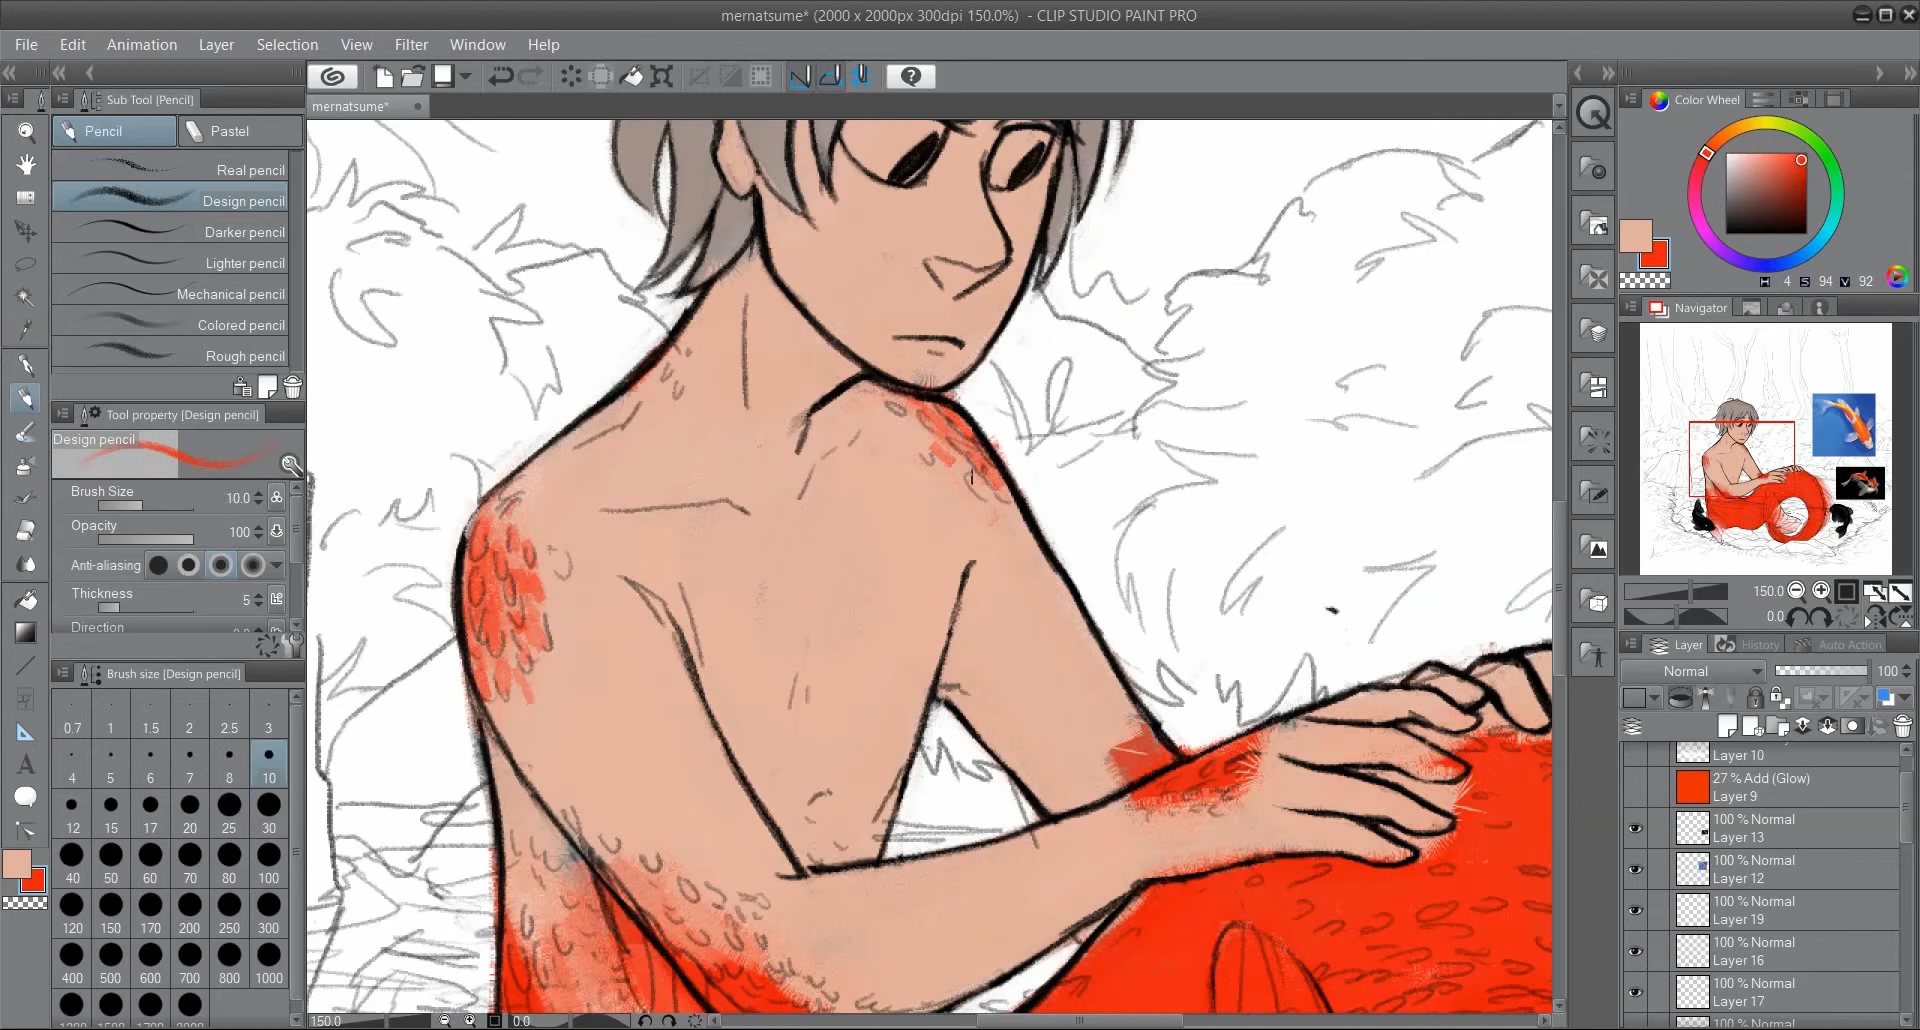 mernatsume* (2000 x 2000px 300dpi 150.0%)  - CLIP STUDIO PAINT PRO
File Edit Animation Layer Selection View Filter Window Help
Sub Tool [Pencil]
mernatsume*
Color Wheel
Pencil Pastel
Real pencil
Design pencil
Darker pencil
Lighter pencil
Mechanical pencil
Colored pencil
Rough pencil
H 4 S 94 V 92
Navigator
Tool property [Design pencil]
Design pencil
Brush Size 10.0
Opacity 100
Anti-aliasing
Thickness 5
Direction
150.0
0.0
Layer History Auto Action
Normal 100
Brush size [Design pencil]
0.7 1 1.5 2 2.5 3
4 5 6 7 8 10
12 15 17 20 25 30
40 50 60 70 80 100
120 150 170 200 250 300
400 500 600 700 800 1000
Layer 10
27 % Add (Glow)
Layer 9
100 % Normal
Layer 13
100 % Normal
Layer 12
100 % Normal
Layer 19
100 % Normal
Layer 16
100 % Normal
Layer 17
100 % Normal
150.0 0.0